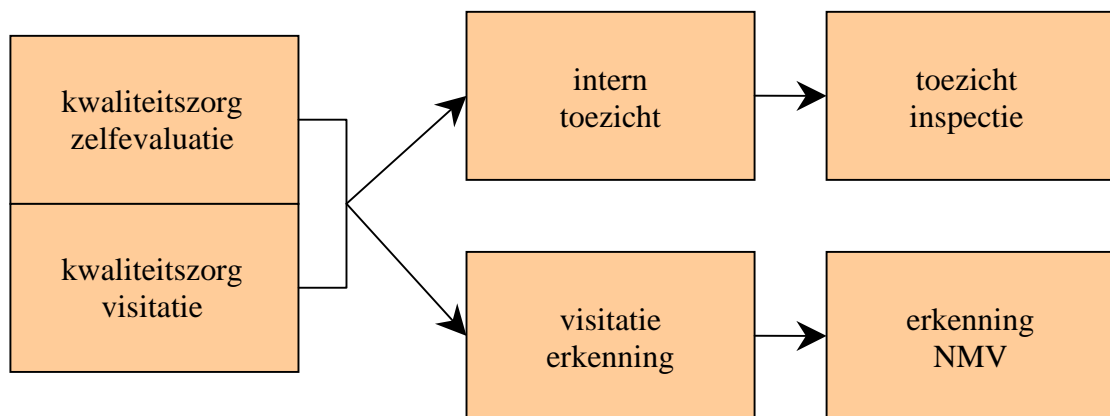 kwaliteitszorg
zelfevaluatie
kwaliteitszorg
visitatie
intern
toezicht
toezicht
inspectie
visitatie
erkenning
erkenning
NMV